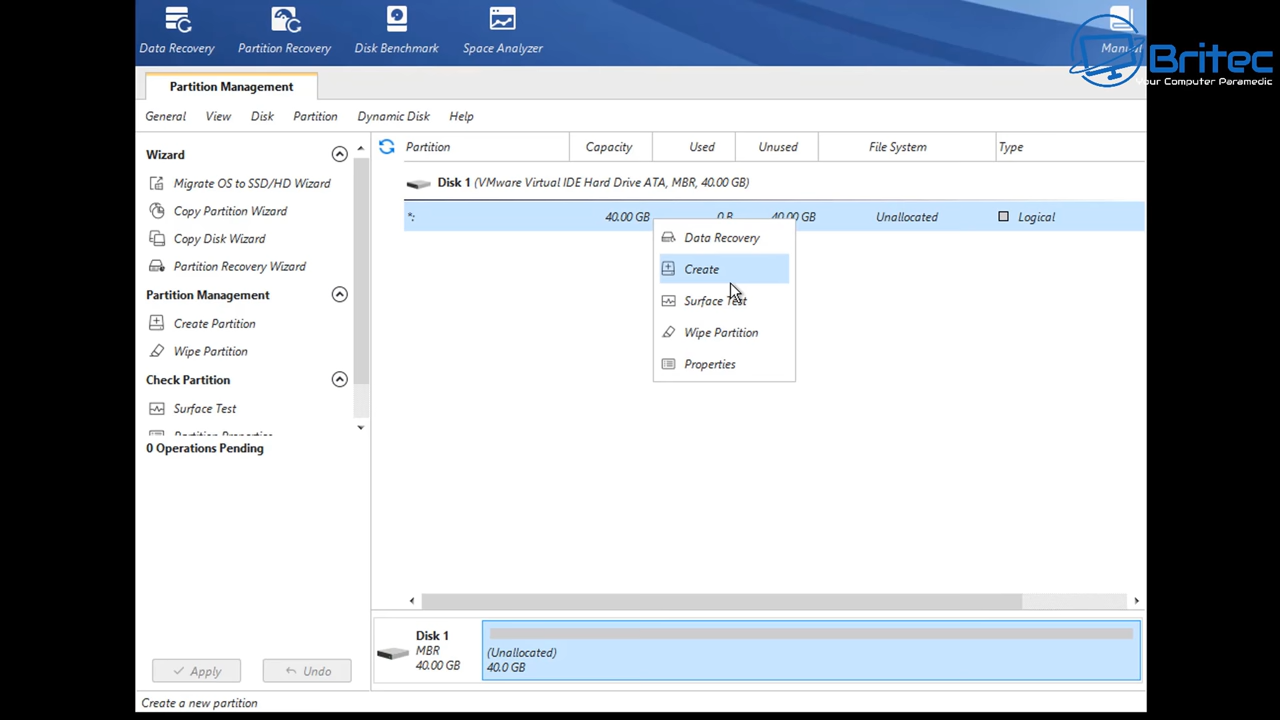 Data Recovery
Partition Recovery
Disk Benchmark
Space Analyzer
Manual
Britec
Your Computer Paramedic
Partition Management
General
View
Disk
Partition
Dynamic Disk
Help
Wizard
Migrate OS to SSD/HD Wizard
Copy Partition Wizard
Copy Disk Wizard
Partition Recovery Wizard
Partition Management
Create Partition
Wipe Partition
Check Partition
Surface Test
Partition Properties
0 Operations Pending
Apply
Undo
Create a new partition
Partition
Capacity
Used
Unused
File System
Type
Disk 1 (VMware Virtual IDE Hard Drive ATA, MBR, 40.00 GB)
*:
40.00 GB
0 B
40.00 GB
Unallocated
Logical
Data Recovery
Create
Surface Test
Wipe Partition
Properties
Disk 1
MBR
40.00 GB
(Unallocated)
40.0 GB